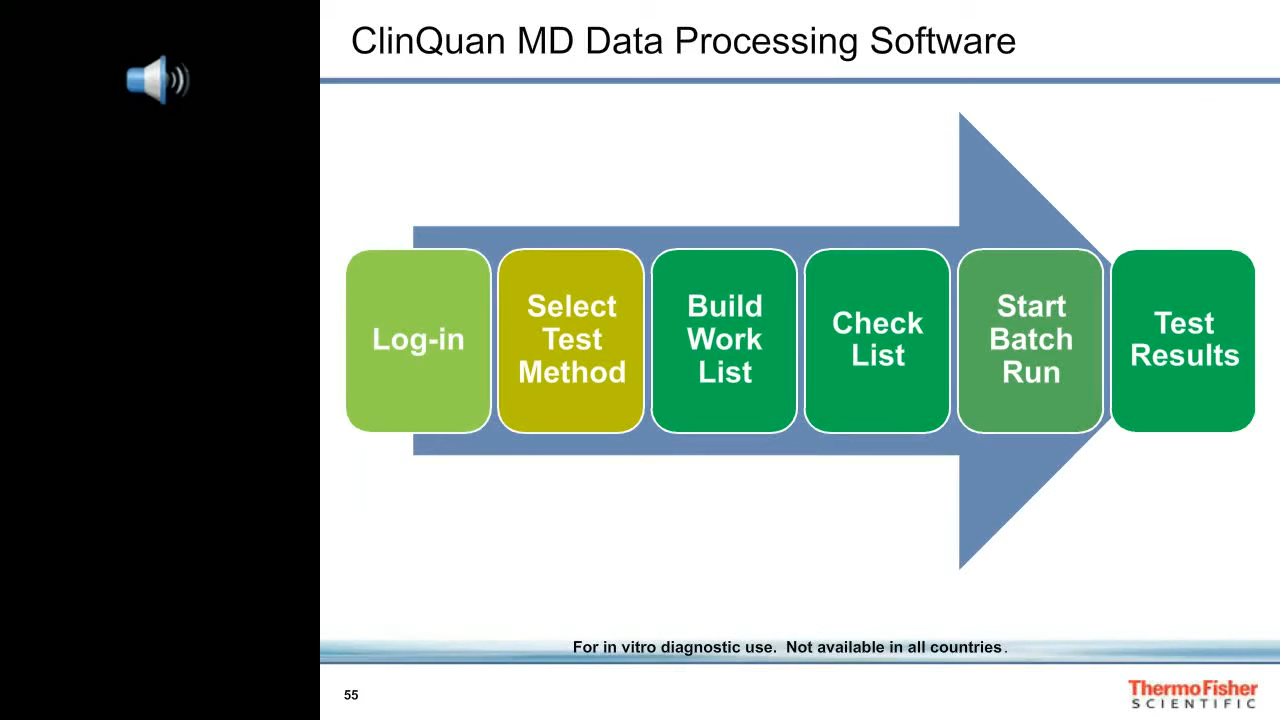 ClinQuan MD Data Processing Software
Log-in
Select
Test
Method
Build
Work
List
Check
List
Start
Batch
Run
Test
Results
For in vitro diagnostic use.  Not available in all countries.
55
ThermoFisher
SCIENTIFIC